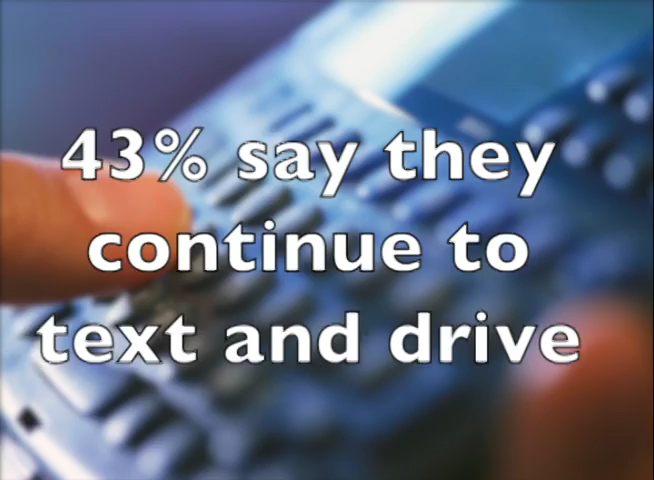 43% say they
continue to
text and drive